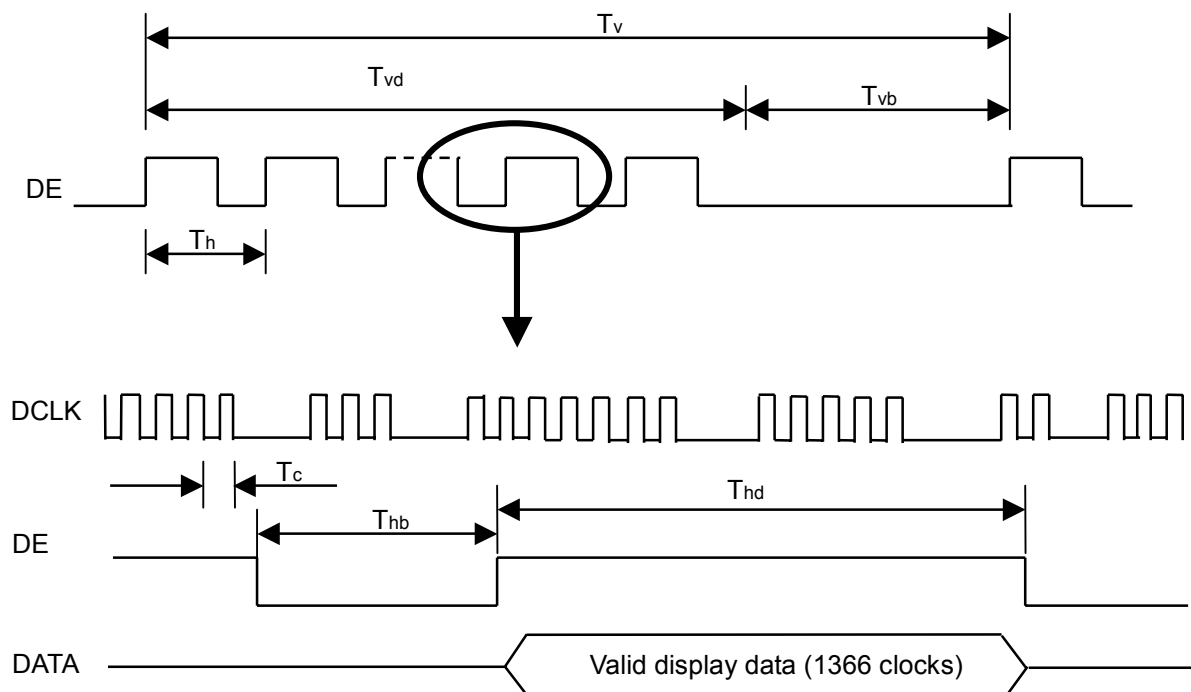 Tv
Tvd
Tvb
DE
Th
DCLK
Tc
Thd
Thb
DE
DATA
Valid display data (1366 clocks)